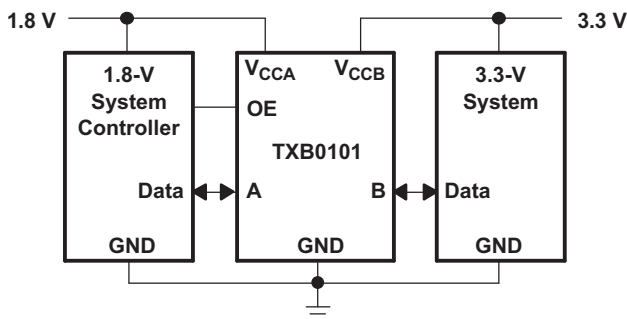 1.8 V
3.3 V
1.8-V
System
Controller
Data
GND
VCCA
VCCB
OE
TXB0101
A
B
GND
3.3-V
System
Data
GND